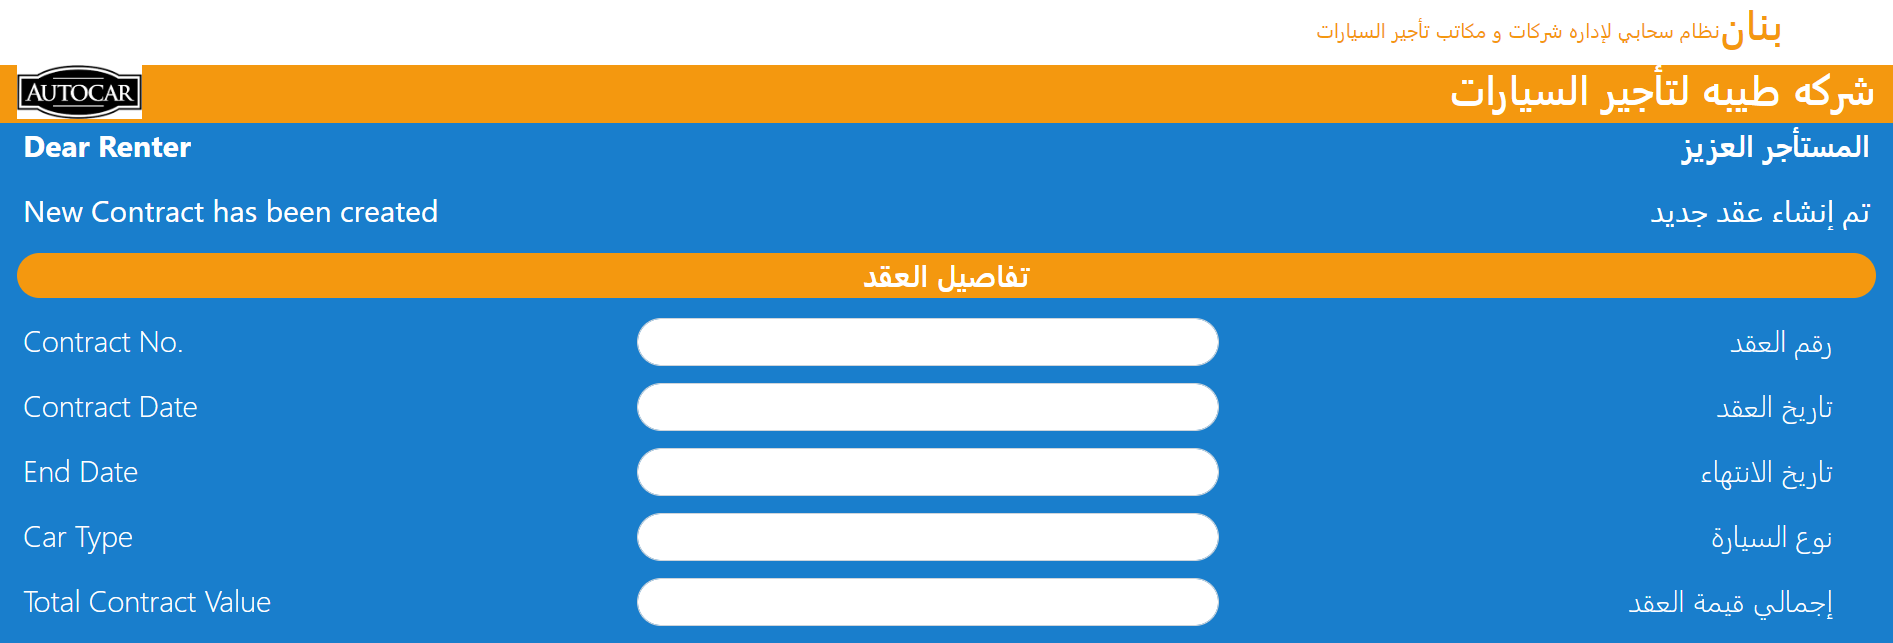 بنان نظام سحابي لإداره شركات و مكاتب تأجير السيارات
شركه طيبه لتأجير السيارات
AUTOCAR
المستأجر العزيز
Dear Renter
تم إنشاء عقد جديد
New Contract has been created
تفاصيل العقد
رقم العقد
Contract No.
تاريخ العقد
Contract Date
تاريخ الانتهاء
End Date
نوع السيارة
Car Type
إجمالي قيمة العقد
Total Contract Value